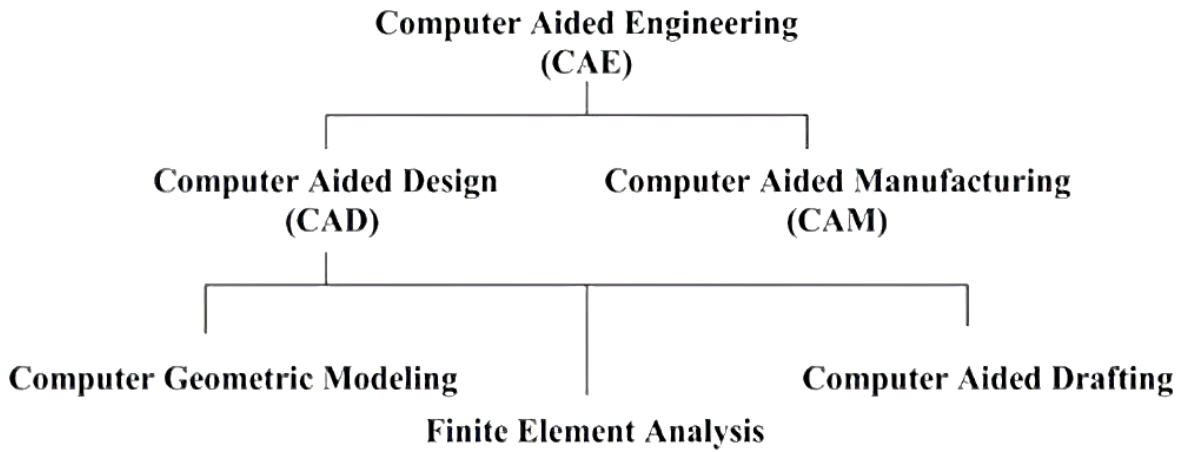 Computer Aided Engineering
(CAE)
Computer Aided Design
(CAD)
Computer Aided Manufacturing
(CAM)
Computer Geometric Modeling
Finite Element Analysis
Computer Aided Drafting